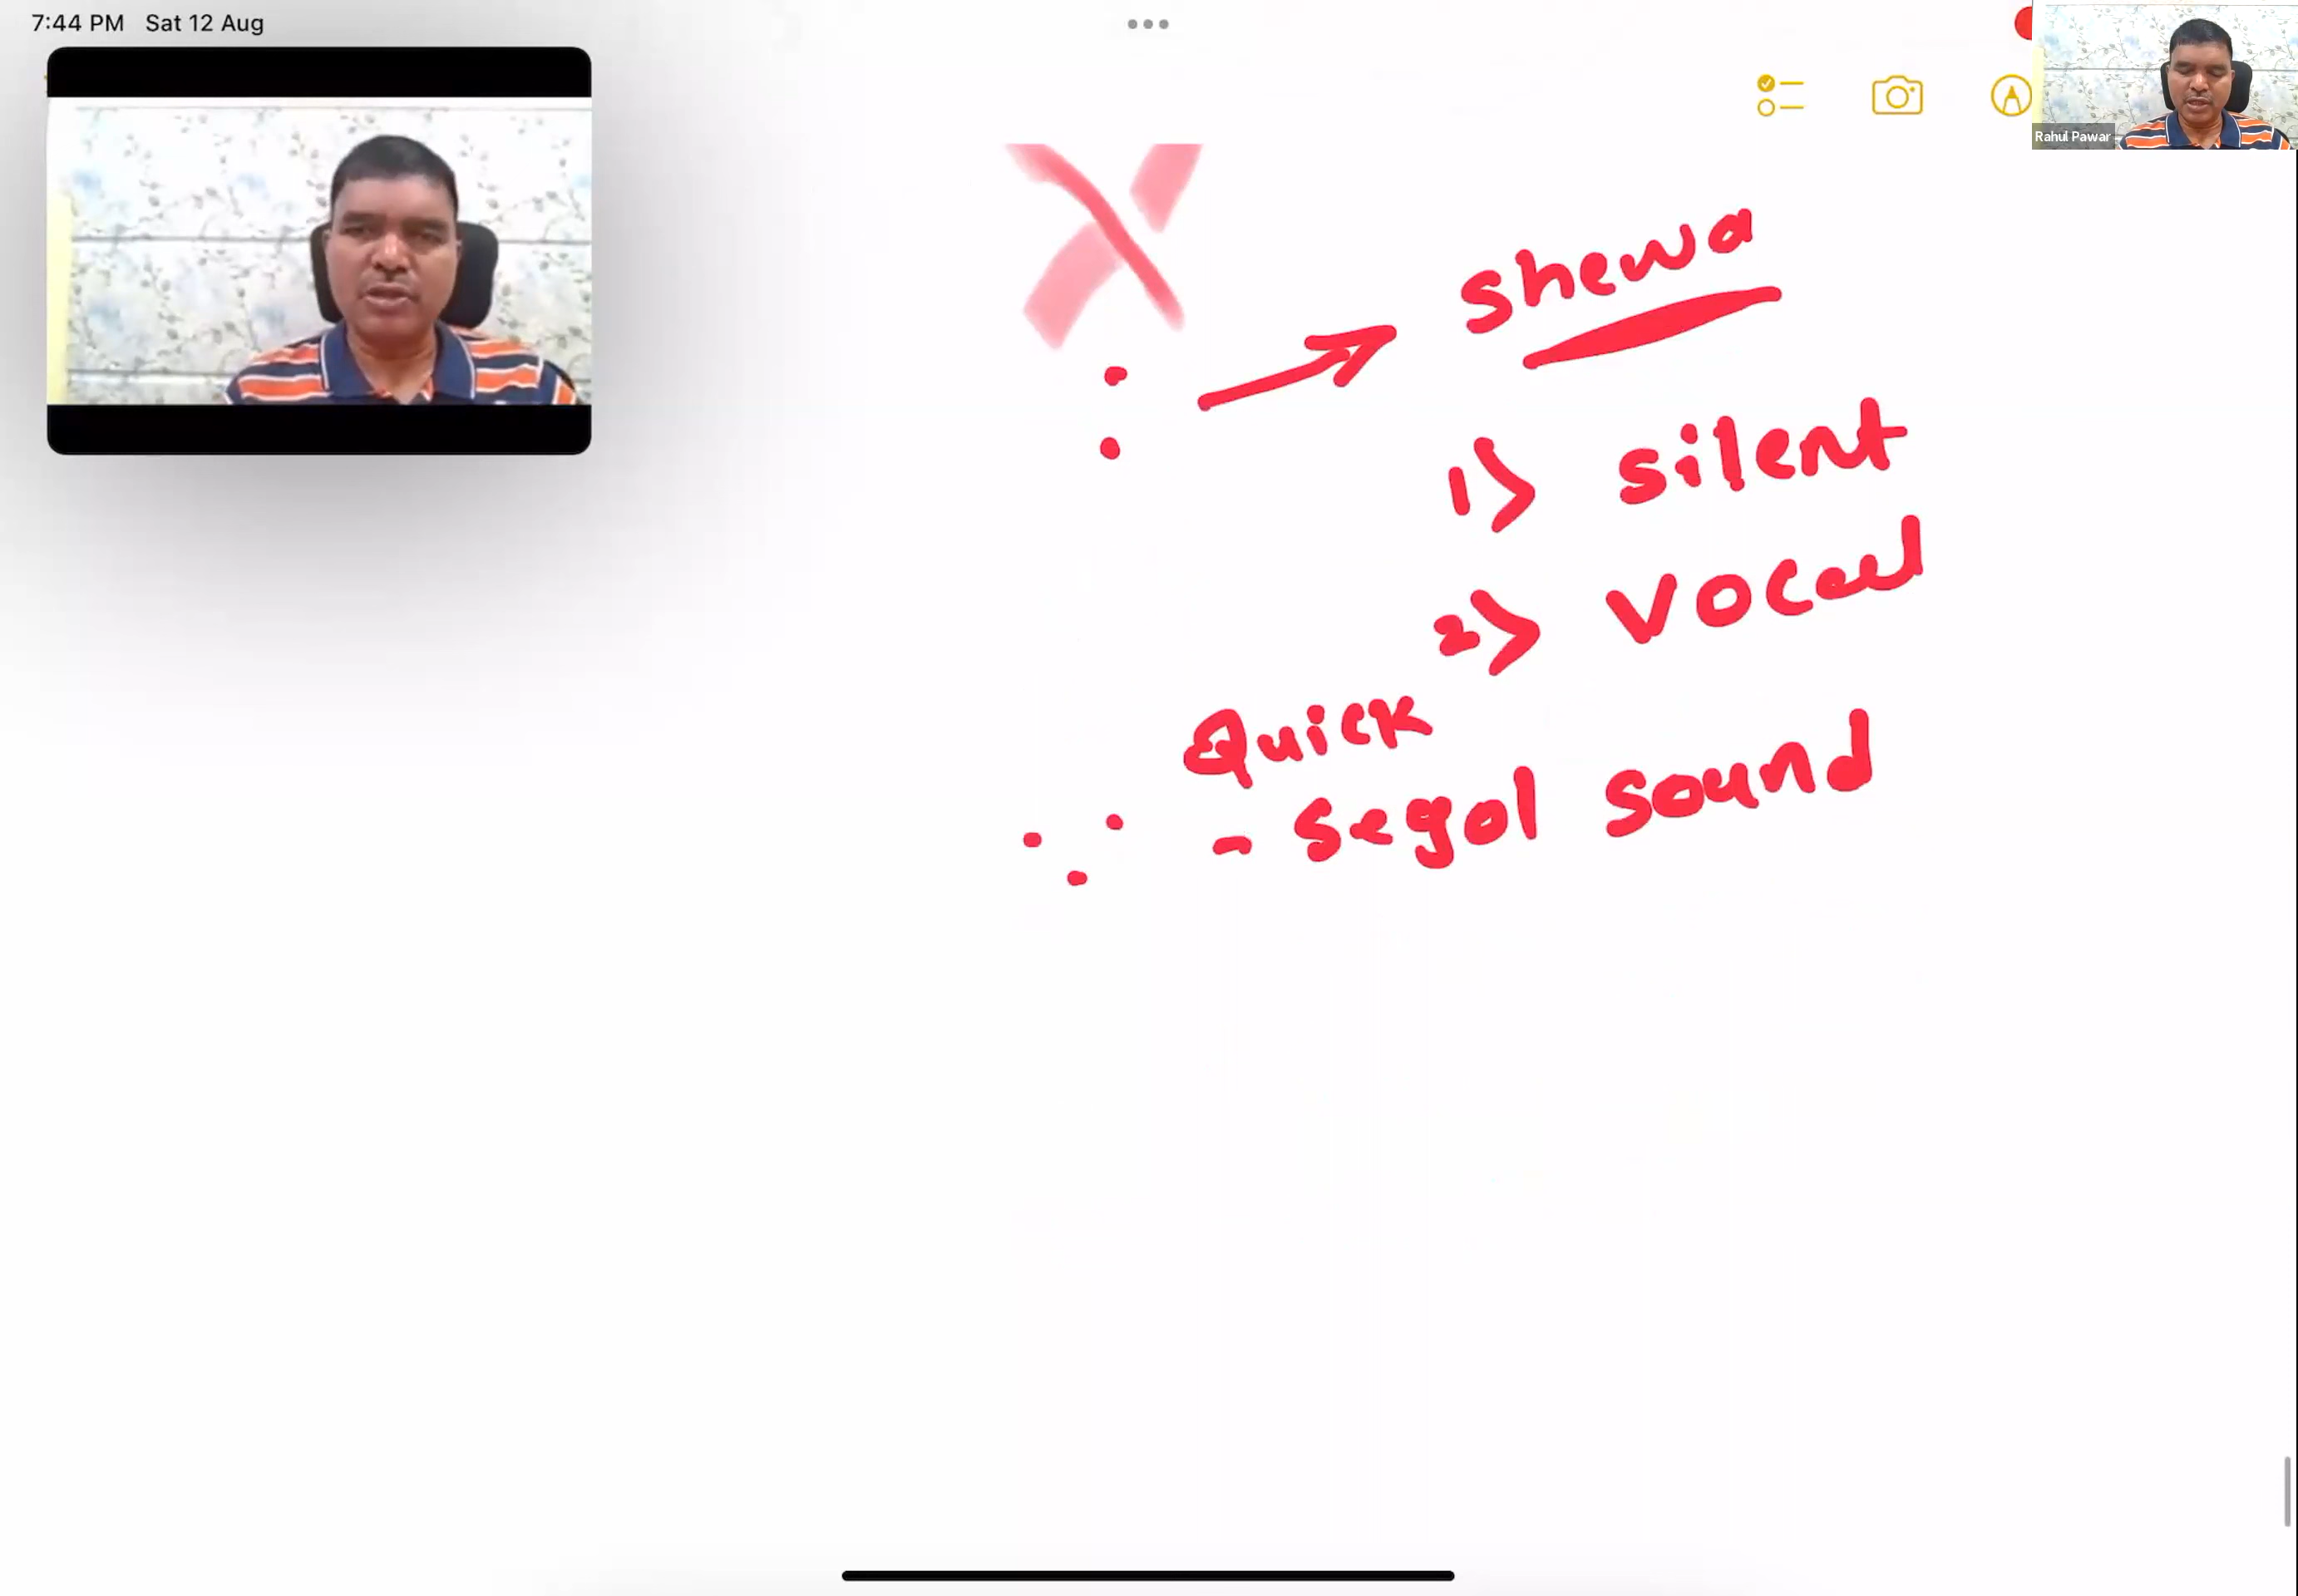 7:44 PM Sat 12 Aug
Rahul Pawar
shewa
1) silent
2) vocal
Quick
- Segol sound